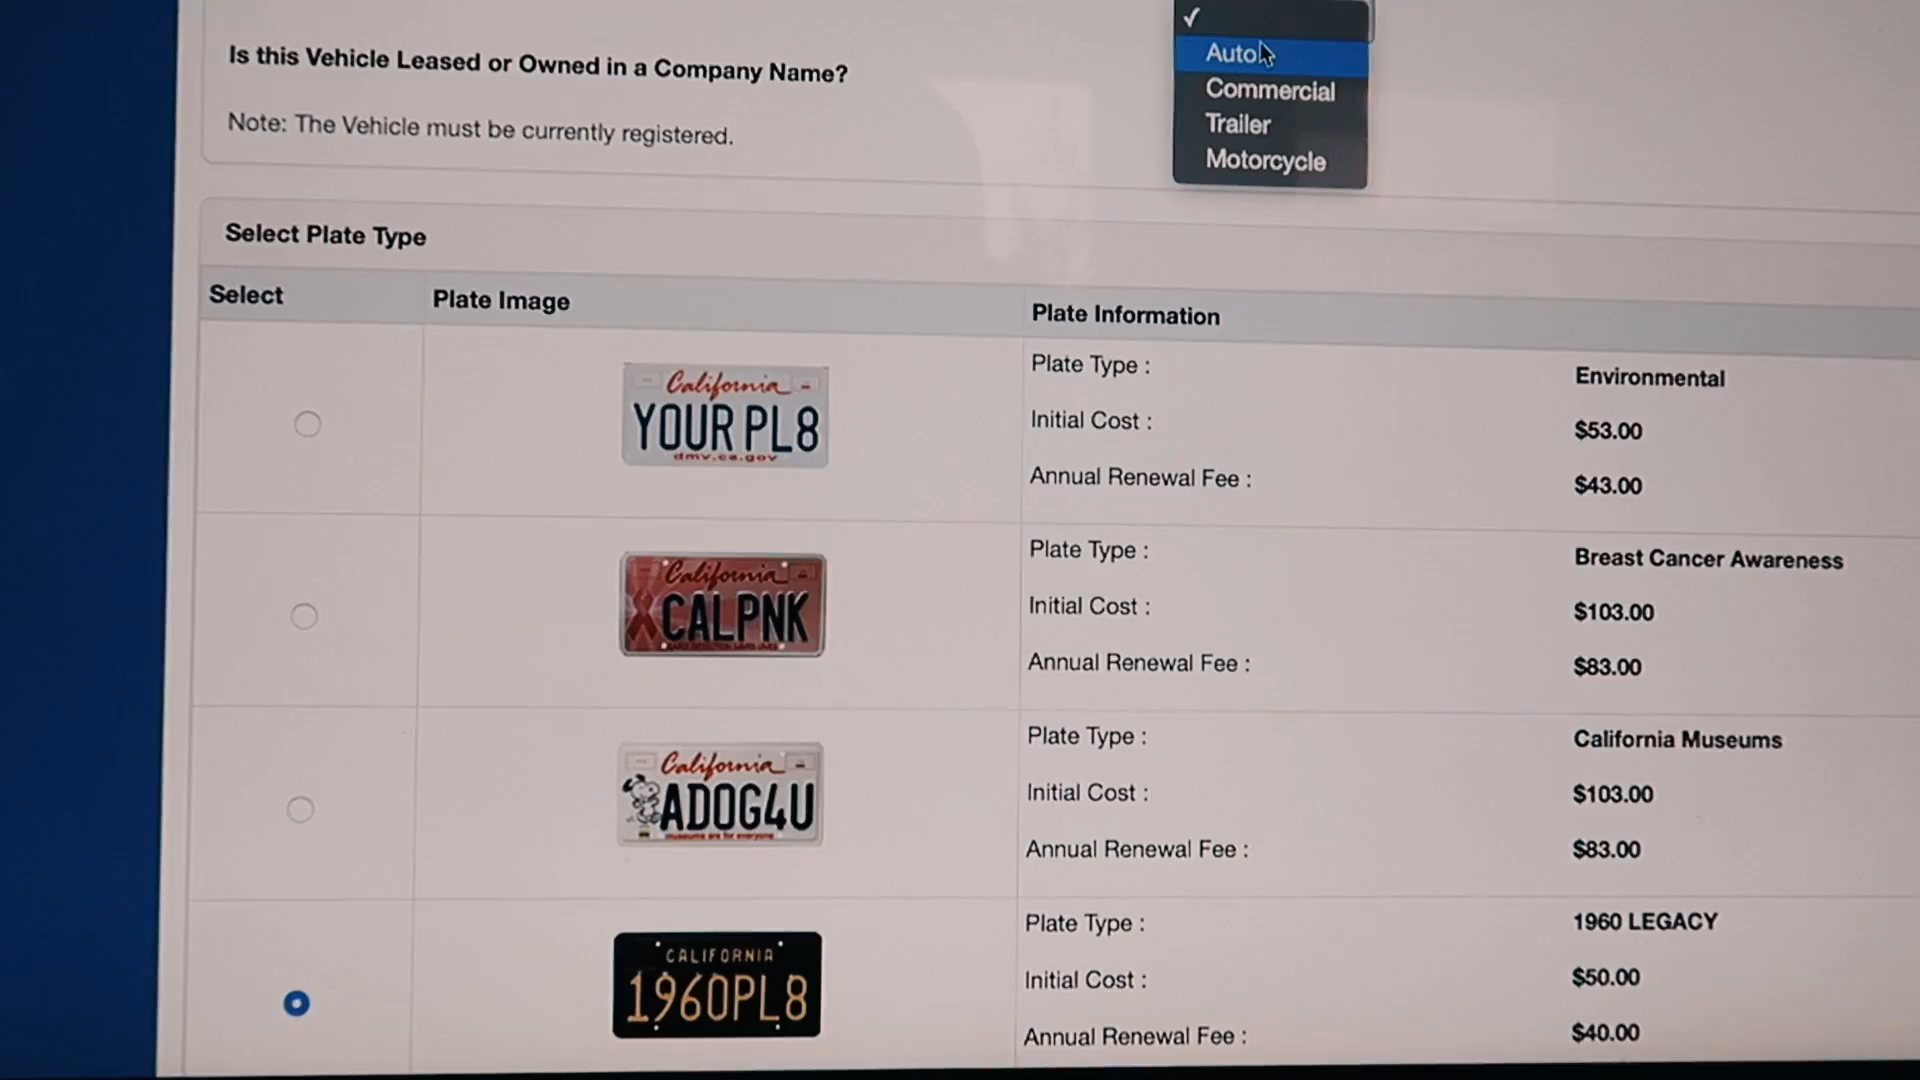 ✓
Auto
Is this Vehicle Leased or Owned in a Company Name?
Commercial
Note: The Vehicle must be currently registered.
Trailer
Motorcycle
Select Plate Type
Select Plate Image Plate Information
California
YOUR PL8
dmv.ca.gov
Plate Type : Environmental
Initial Cost : $53.00
Annual Renewal Fee : $43.00
California
CALPNK
Plate Type : Breast Cancer Awareness
Initial Cost : $103.00
Annual Renewal Fee : $83.00
California
ADOG4U
museums are for everyone
Plate Type : California Museums
Initial Cost : $103.00
Annual Renewal Fee : $83.00
CALIFORNIA
1960PL8
Plate Type : 1960 LEGACY
Initial Cost : $50.00
Annual Renewal Fee : $40.00